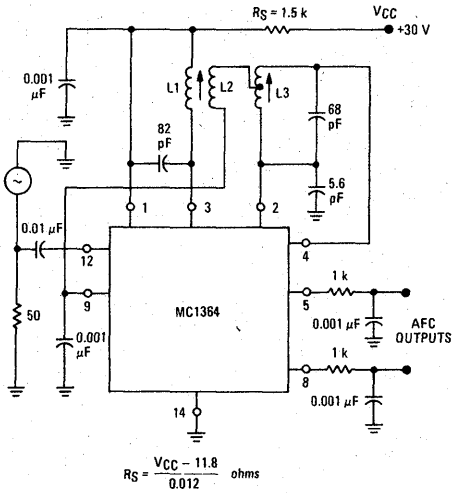 RS = 1.5 k
VCC
+30 V
0.001
µF
L1
L2
L3
82
pF
68
pF
5.6
pF
1
3
2
0.01 µF
12
4
9
5
1 k
MC1364
50
0.001
µF
0.001 µF
AFC
OUTPUTS
8
1 k
0.001 µF
14
RS = VCC − 11.8
0.012
ohms